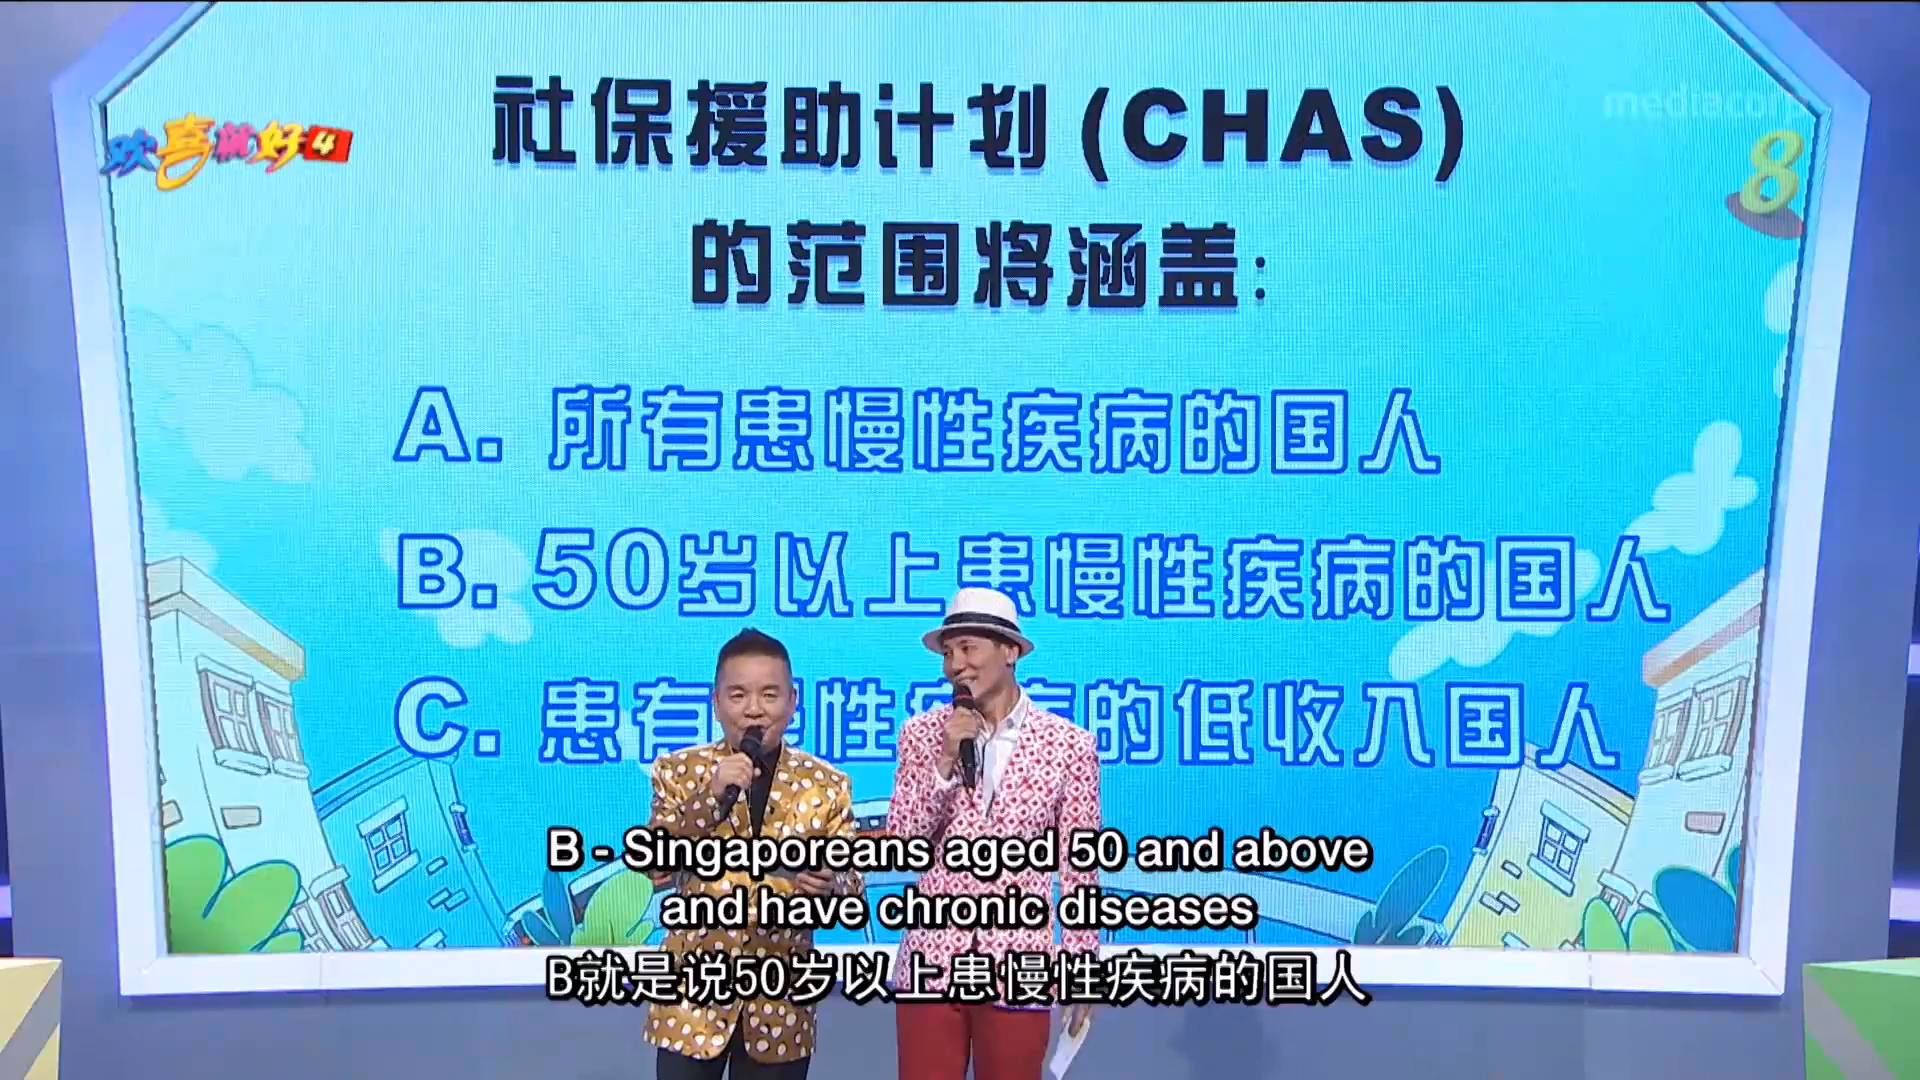 欢喜就好4
mediacorp
8
社保援助计划(CHAS)
的范围将涵盖:
A. 所有患慢性疾病的国人
B. 50岁以上患慢性疾病的国人
C. 患有慢性疾病的低收入国人
B - Singaporeans aged 50 and above
and have chronic diseases
B就是说50岁以上患慢性疾病的国人